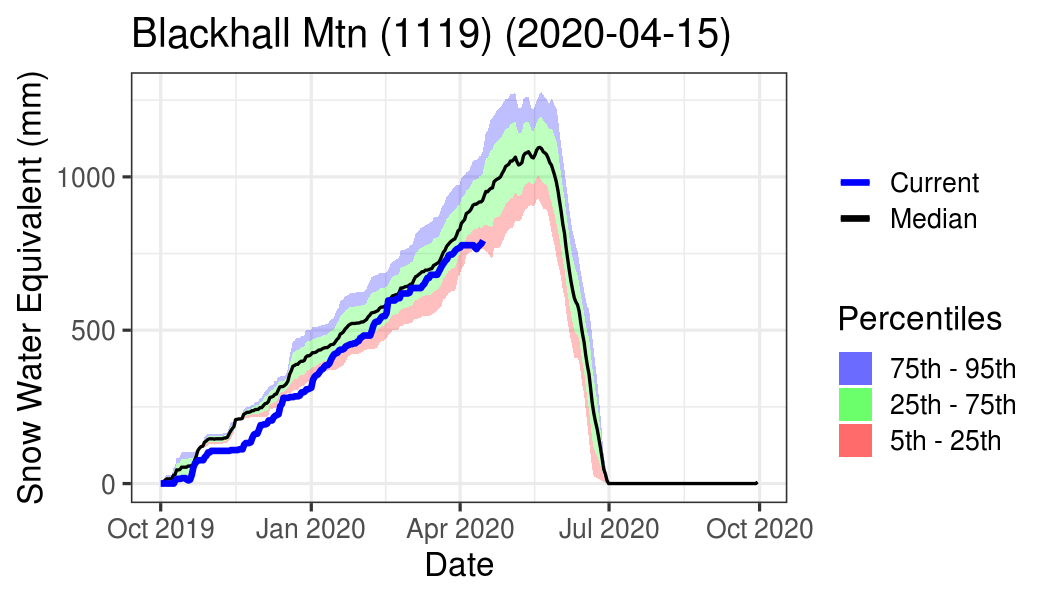 Blackhall Mtn (1119) (2020-04-15)
Snow Water Equivalent (mm)
1000
500
0
Oct 2019 Jan 2020 Apr 2020 Jul 2020 Oct 2020
Date
Current
Median
Percentiles
75th - 95th
25th - 75th
5th - 25th